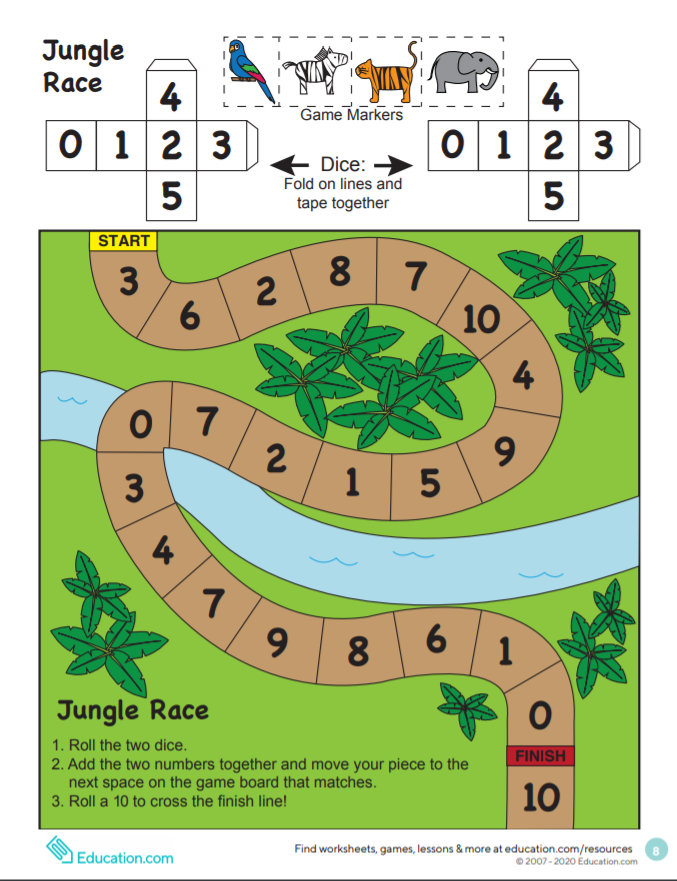 Jungle
Race
4
0 1 2 3
5
Game Markers
Dice:
Fold on lines and
tape together
4
0 1 2 3
5
START
3
6
2
8
7
10
4
9
5
1
2
7
0
3
4
7
9
8
6
1
0
FINISH
10
Jungle Race
1. Roll the two dice.
2. Add the two numbers together and move your piece to the
next space on the game board that matches.
3. Roll a 10 to cross the finish line!
Education.com
Find worksheets, games, lessons & more at education.com/resources
© 2007 - 2020 Education.com
8